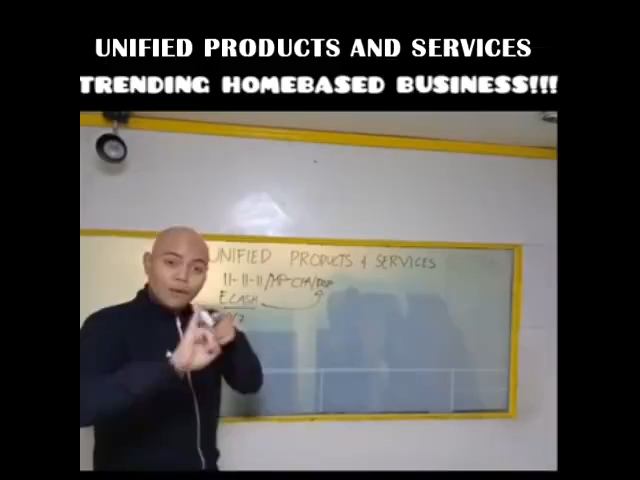 UNIFIED PRODUCTS AND SERVICES
TRENDING HOMEBASED BUSINESS!!!
UNIFIED PRODUCTS & SERVICES
11-11-11/
ECASH